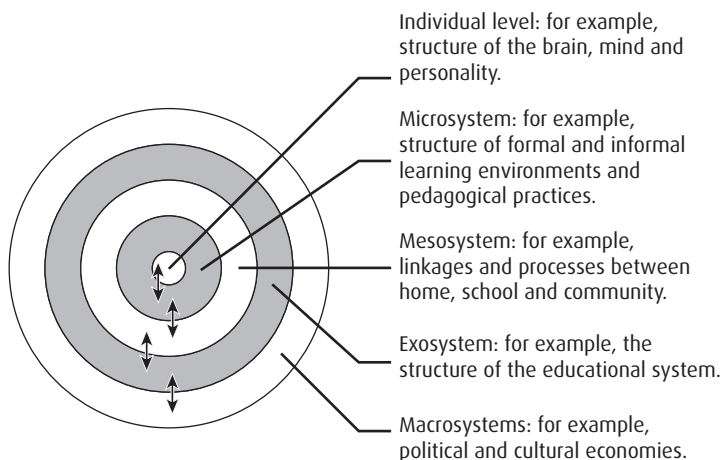 Individual level: for example,
structure of the brain, mind and
personality.
Microsystem: for example,
structure of formal and informal
learning environments and
pedagogical practices.
Mesosystem: for example,
linkages and processes between
home, school and community.
Exosystem: for example, the
structure of the educational system.
Macrosystems: for example,
political and cultural economies.